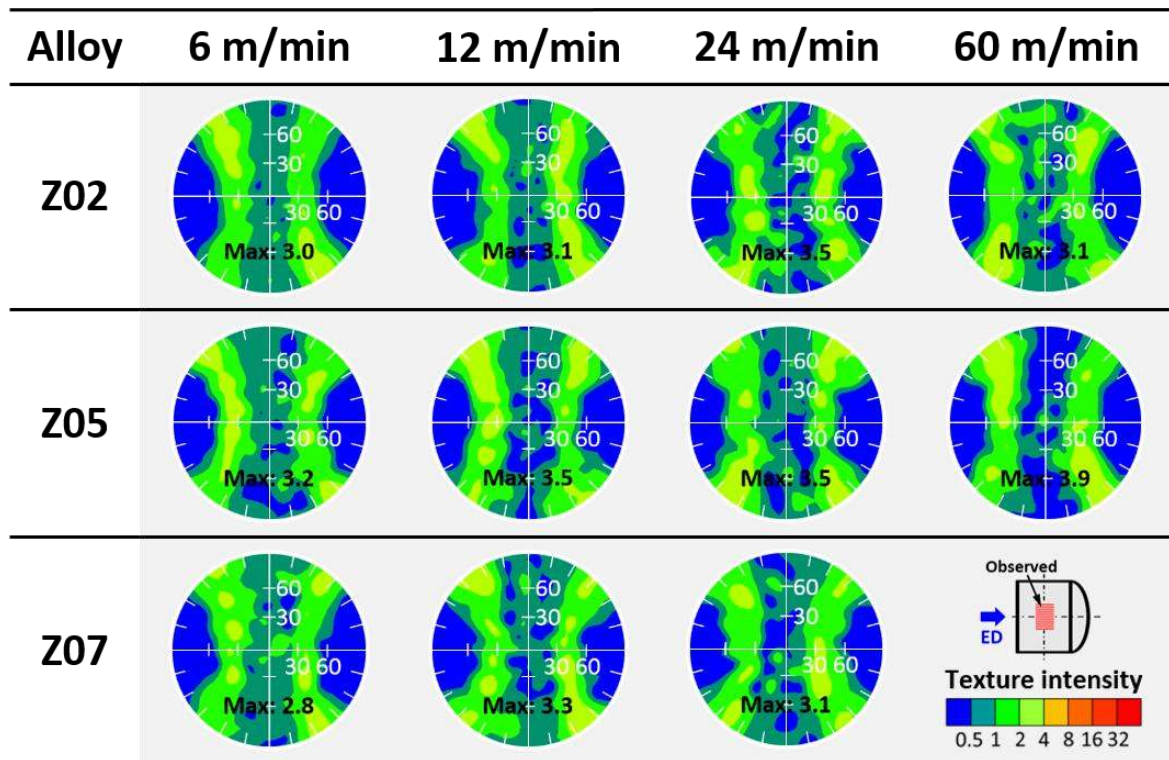 Alloy 6 m/min 12 m/min 24 m/min 60 m/min
60 60 60 60
30 30 30 30
Z02
30 60 30 60 30 60 30 60
Max: 3.0 Max: 3.1 Max: 3.5 Max: 3.1
60 60 60 60
30 30 30 30
Z05
30 60 30 60 30 60 30 60
Max: 3.2 Max: 3.5 Max: 3.5 Max: 3.9
60 60 60
30 30 30
Z07
30 60 30 60 30 60
Max: 2.8 Max: 3.3 Max: 3.1
Observed
ED
Texture intensity
0.5 1 2 4 8 16 32